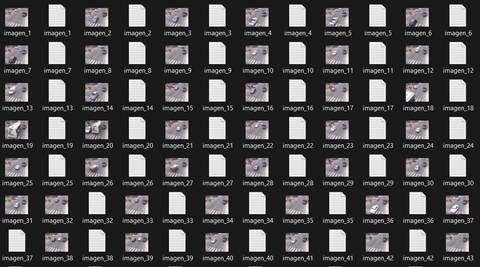 imagen_1 imagen_1 imagen_2 imagen_2 imagen_3 imagen_3 imagen_4 imagen_4 imagen_5 imagen_5 imagen_6 imagen_6
imagen_7 imagen_7 imagen_8 imagen_8 imagen_9 imagen_9 imagen_10 imagen_10 imagen_11 imagen_11 imagen_12 imagen_12
imagen_13 imagen_13 imagen_14 imagen_14 imagen_15 imagen_15 imagen_16 imagen_16 imagen_17 imagen_17 imagen_18 imagen_18
imagen_19 imagen_19 imagen_20 imagen_20 imagen_21 imagen_21 imagen_22 imagen_22 imagen_23 imagen_23 imagen_24 imagen_24
imagen_25 imagen_25 imagen_26 imagen_26 imagen_27 imagen_27 imagen_28 imagen_28 imagen_29 imagen_29 imagen_30 imagen_30
imagen_31 imagen_32 imagen_32 imagen_33 imagen_33 imagen_34 imagen_34 imagen_35 imagen_35 imagen_36 imagen_36 imagen_37
imagen_37 imagen_38 imagen_38 imagen_39 imagen_39 imagen_40 imagen_40 imagen_41 imagen_41 imagen_42 imagen_42 imagen_43